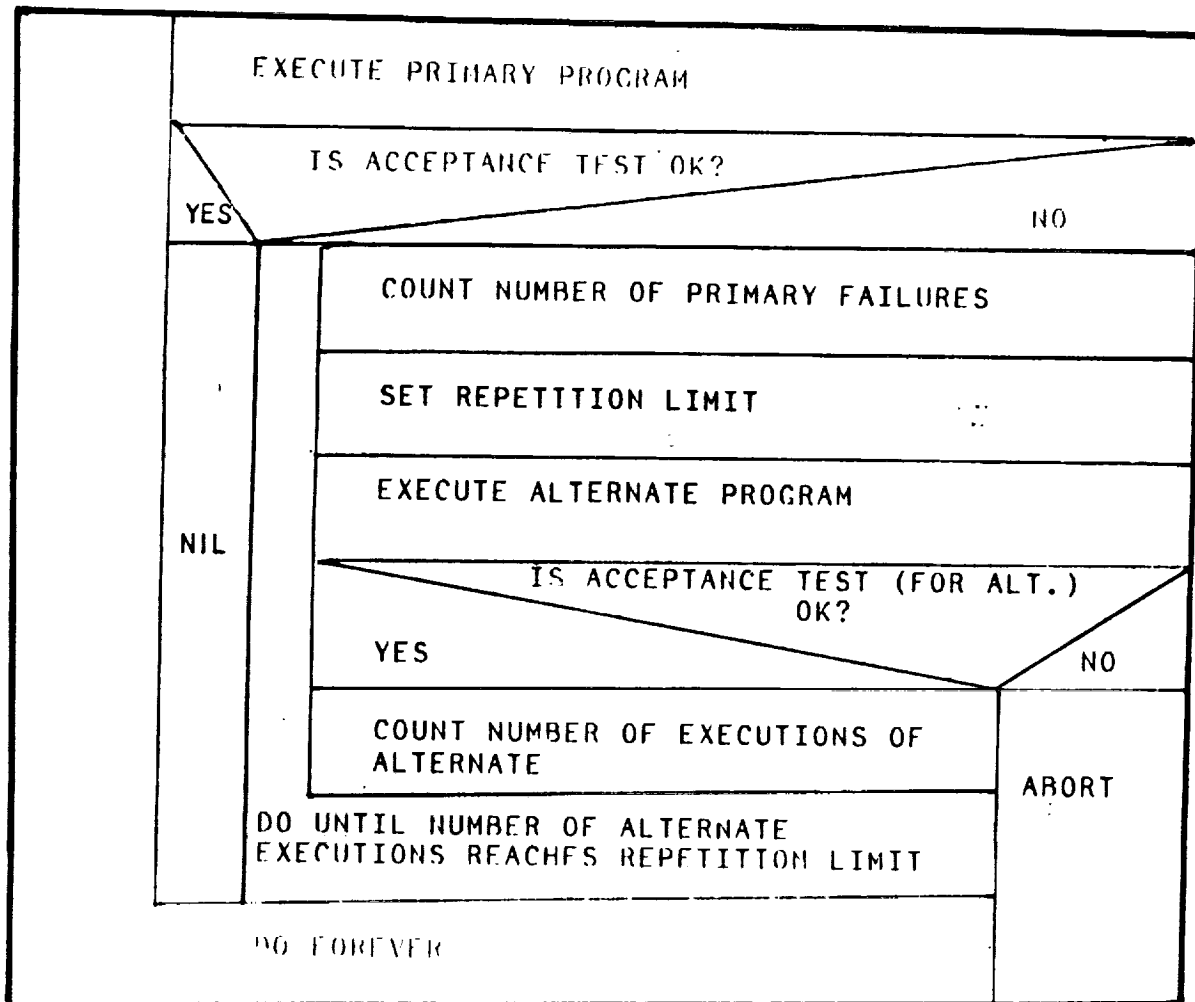 EXECUTE PRIMARY PROGRAM
IS ACCEPTANCE TEST OK?
YES
NO
COUNT NUMBER OF PRIMARY FAILURES
SET REPETITION LIMIT
EXECUTE ALTERNATE PROGRAM
NIL
IS ACCEPTANCE TEST (FOR ALT.)
OK?
YES
NO
COUNT NUMBER OF EXECUTIONS OF
ALTERNATE
ABORT
DO UNTIL NUMBER OF ALTERNATE
EXECUTIONS REACHES REPETITION LIMIT
DO FOREVER